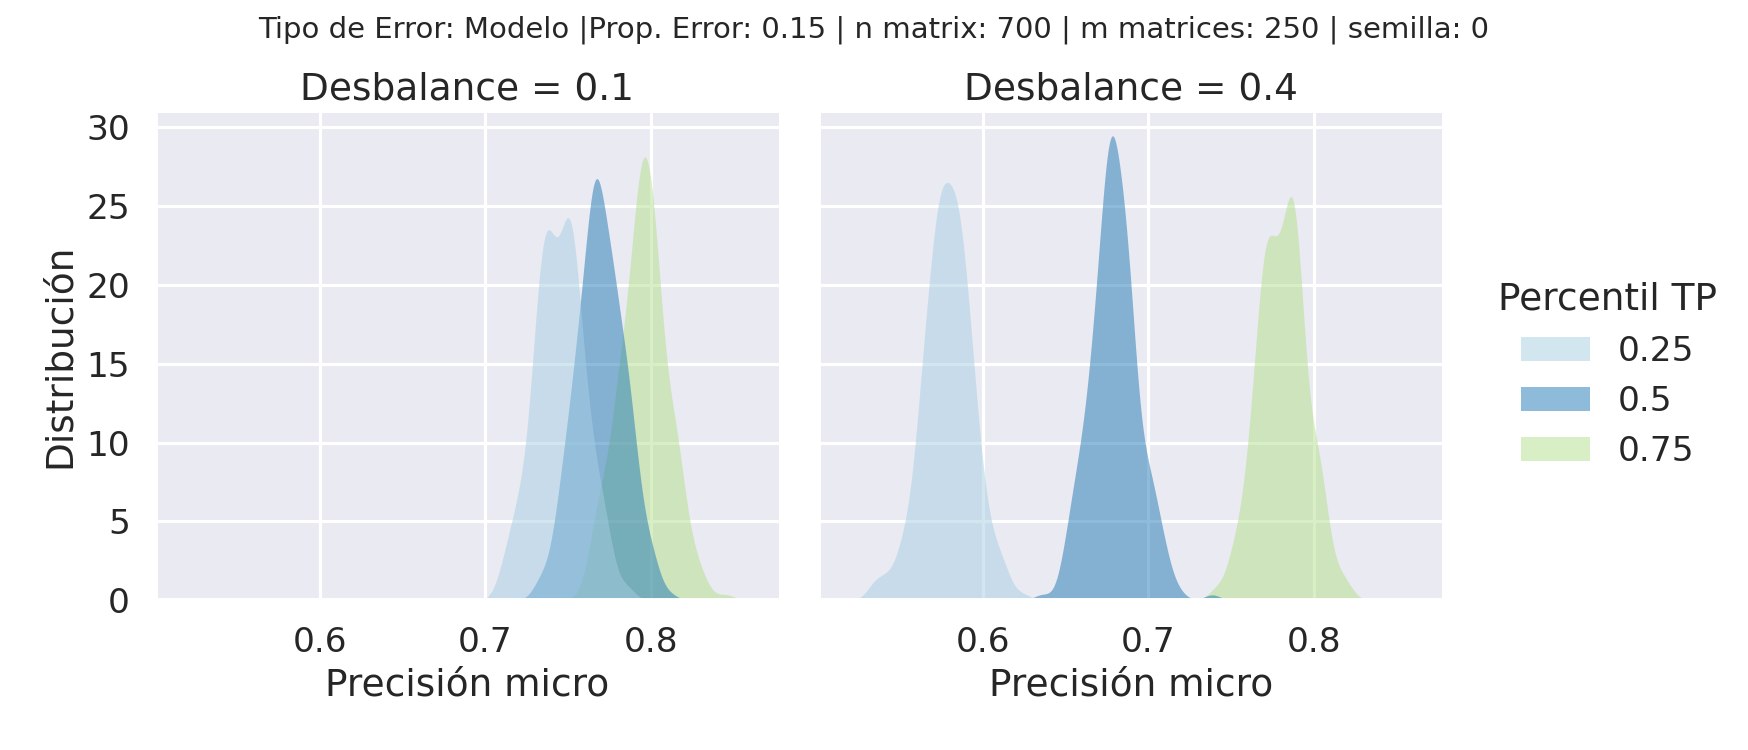 Tipo de Error: Modelo |Prop. Error: 0.15 | n matrix: 700 | m matrices: 250 | semilla: 0
Desbalance = 0.1
Desbalance = 0.4
30
25
20
15
10
5
0
Distribución
0.6 0.7 0.8
0.6 0.7 0.8
Precisión micro
Precisión micro
Percentil TP
0.25
0.5
0.75